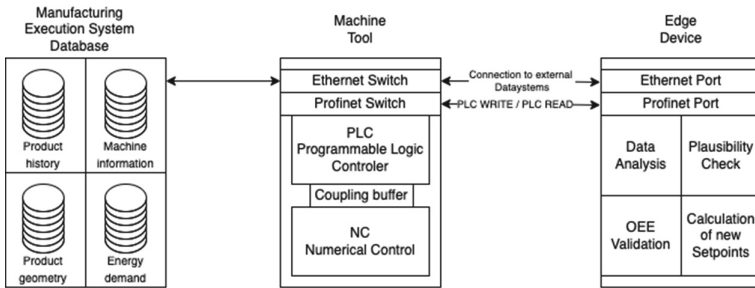 Manufacturing
Execution System
Database
Product
history
Machine
information
Product
geometry
Energy
demand
Machine
Tool
Ethernet Switch
Profinet Switch
PLC
Programmable Logic
Controler
Coupling buffer
NC
Numerical Control
Connection to external
Datasystems
PLC WRITE / PLC READ
Edge
Device
Ethernet Port
Profinet Port
Data
Analysis
Plausibility
Check
OEE
Validation
Calculation
of new
Setpoints